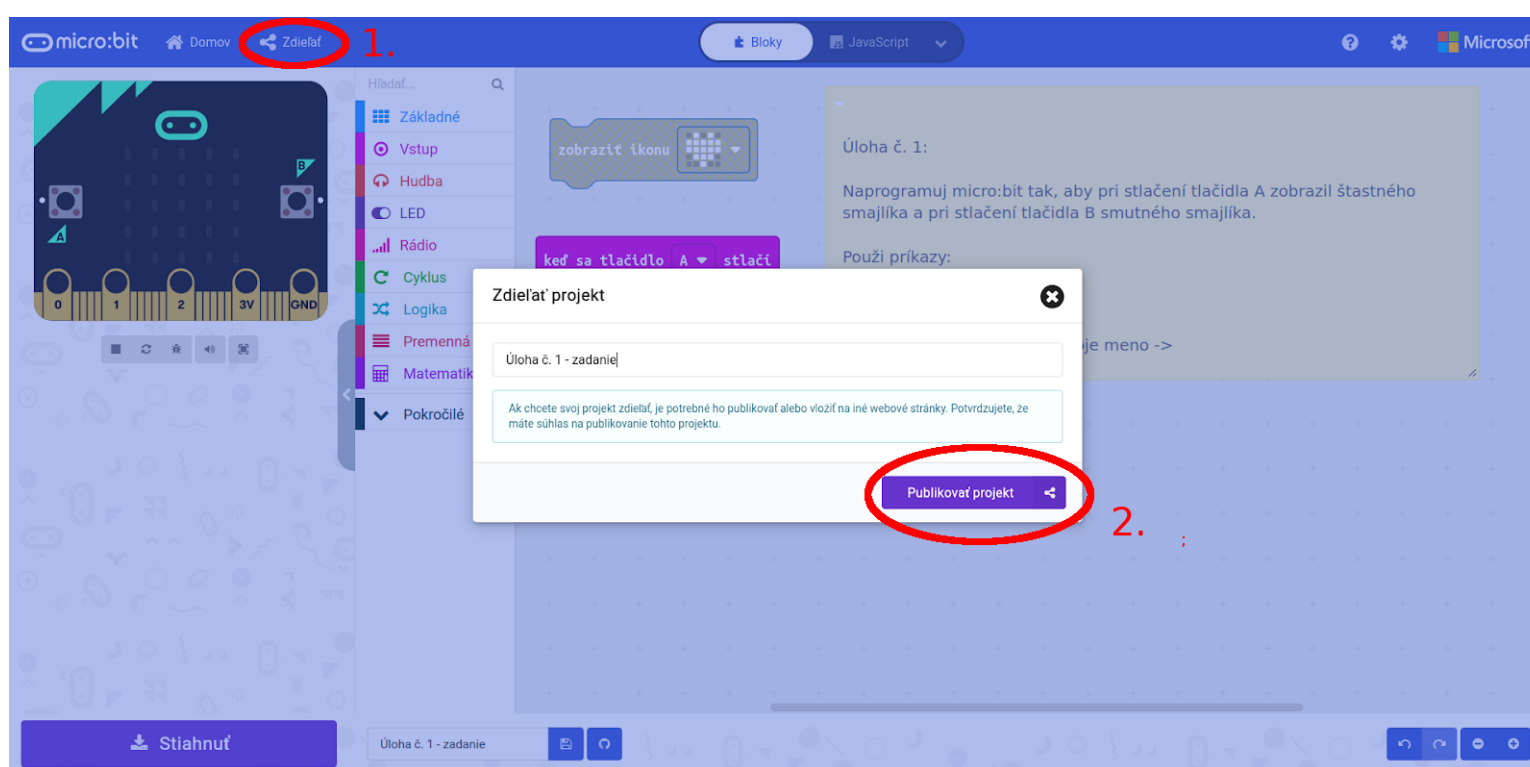 micro:bit
Domov
Zdieľať
1.
Bloky
JavaScript
Microsoft
Hľadať...
Základné
Vstup
Hudba
LED
Rádio
Cyklus
Logika
Premenná
Matematik
Pokročilé
B
A
0 1 2 3V GND
zobraziť ikonu
keď sa tlačidlo A stlačí
Úloha č. 1:
Naprogramuj micro:bit tak, aby pri stlačení tlačidla A zobrazil štastného
smajlíka a pri stlačení tlačidla B smutného smajlíka.
Použi príkazy:
je meno ->
Zdieľať projekt
Úloha č. 1 - zadanie
Ak chcete svoj projekt zdieľať, je potrebné ho publikovať alebo vložiť na iné webové stránky. Potvrdzujete, že
máte súhlas na publikovanie tohto projektu.
Publikovať projekt
2.
;
Stiahnuť
Úloha č. 1 - zadanie